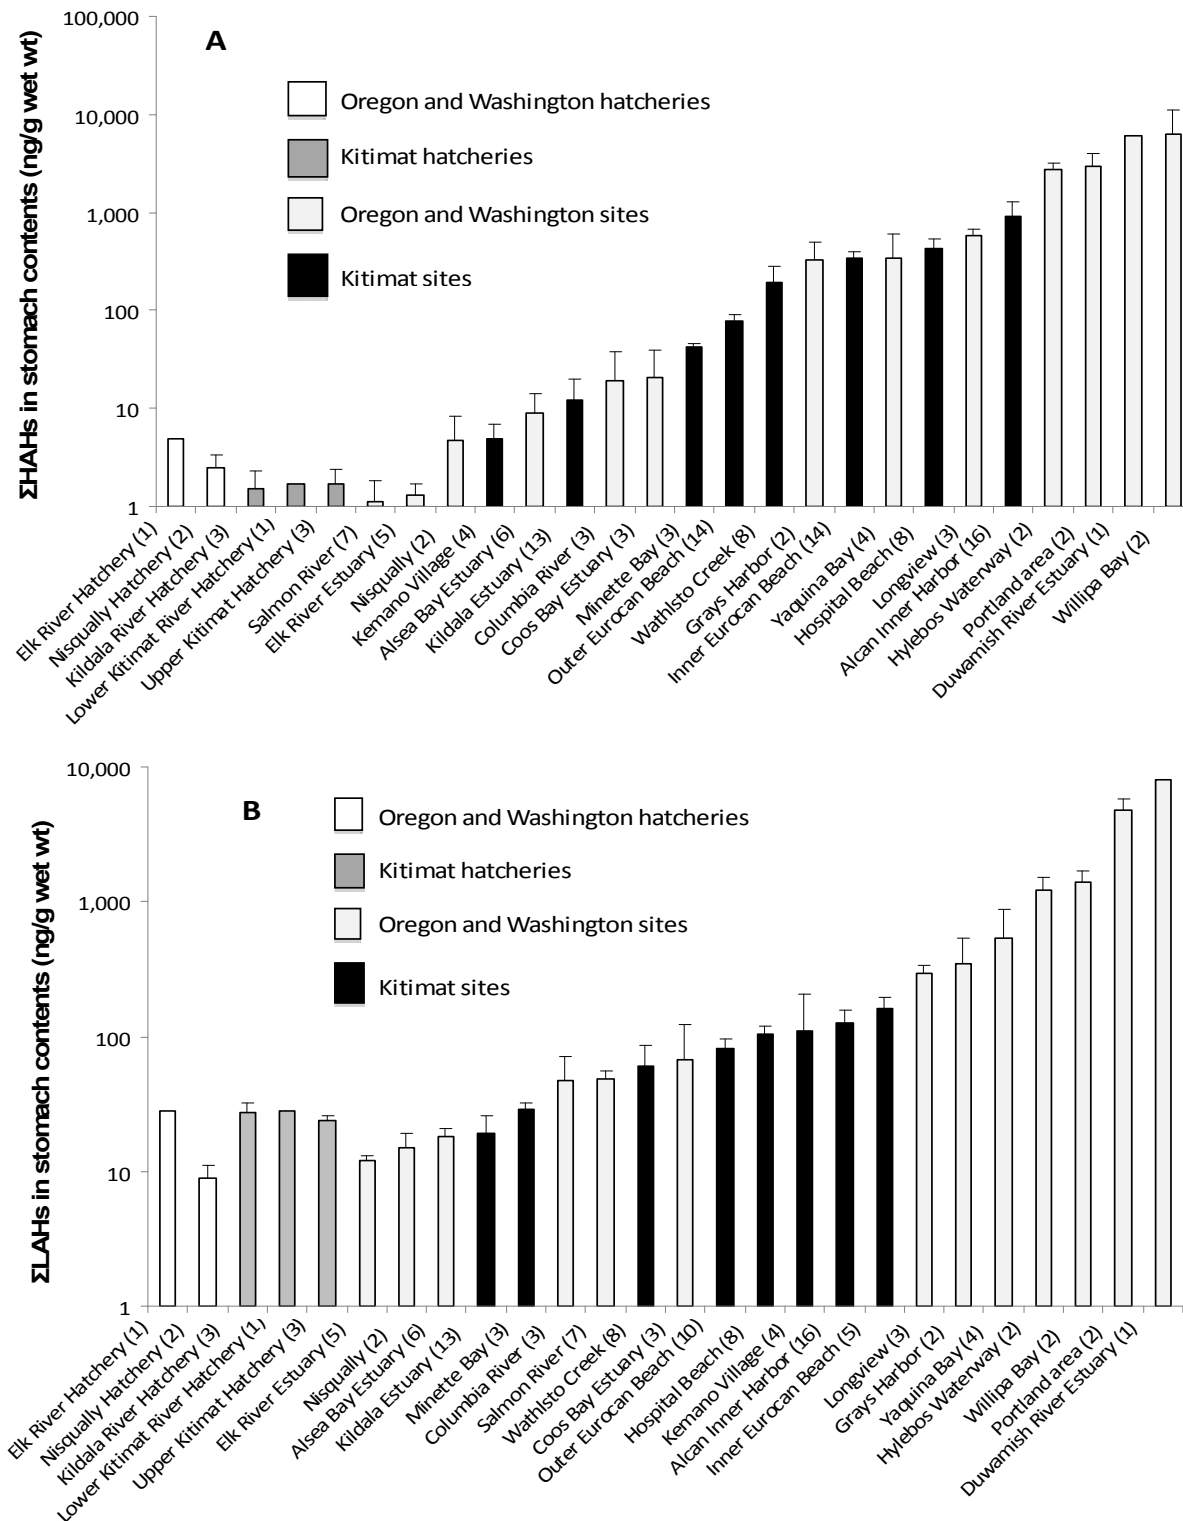 100,000
10,000
1,000
100
10
1
ΣHAHs in stomach contents (ng/g wet wt)
A
Oregon and Washington hatcheries
Kitimat hatcheries
Oregon and Washington sites
Kitimat sites
Elk River Hatchery (1)
Nisqually Hatchery (2)
Kildala River Hatchery (3)
Lower Kitimat River Hatchery (1)
Upper Kitimat Hatchery (3)
Salmon River (7)
Elk River Estuary (5)
Nisqually (2)
Kemano Village (4)
Alsea Bay Estuary (6)
Kildala Estuary (13)
Columbia River (3)
Coos Bay Estuary (3)
Minette Bay (3)
Outer Eurocan Beach (14)
Wathlsto Creek (8)
Grays Harbor (2)
Inner Eurocan Beach (14)
Yaquina Bay (4)
Hospital Beach (8)
Longview (3)
Alcan Inner Harbor (16)
Hylebos Waterway (2)
Portland area (2)
Duwamish River Estuary (1)
Willipa Bay (2)
10,000
1,000
100
10
1
ΣLAHs in stomach contents (ng/g wet wt)
B
Oregon and Washington hatcheries
Kitimat hatcheries
Oregon and Washington sites
Kitimat sites
Elk River Hatchery (1)
Nisqually Hatchery (2)
Kildala River Hatchery (3)
Lower Kitimat River Hatchery (1)
Upper Kitimat Hatchery (3)
Elk River Estuary (5)
Nisqually (2)
Alsea Bay Estuary (6)
Kildala Estuary (13)
Minette Bay (3)
Columbia River (3)
Salmon River (7)
Wathlsto Creek (8)
Coos Bay Estuary (3)
Outer Eurocan Beach (10)
Hospital Beach (8)
Kemano Village (4)
Alcan Inner Harbor (16)
Inner Eurocan Beach (5)
Longview (3)
Grays Harbor (2)
Yaquina Bay (4)
Hylebos Waterway (2)
Willipa Bay (2)
Portland area (2)
Duwamish River Estuary (1)